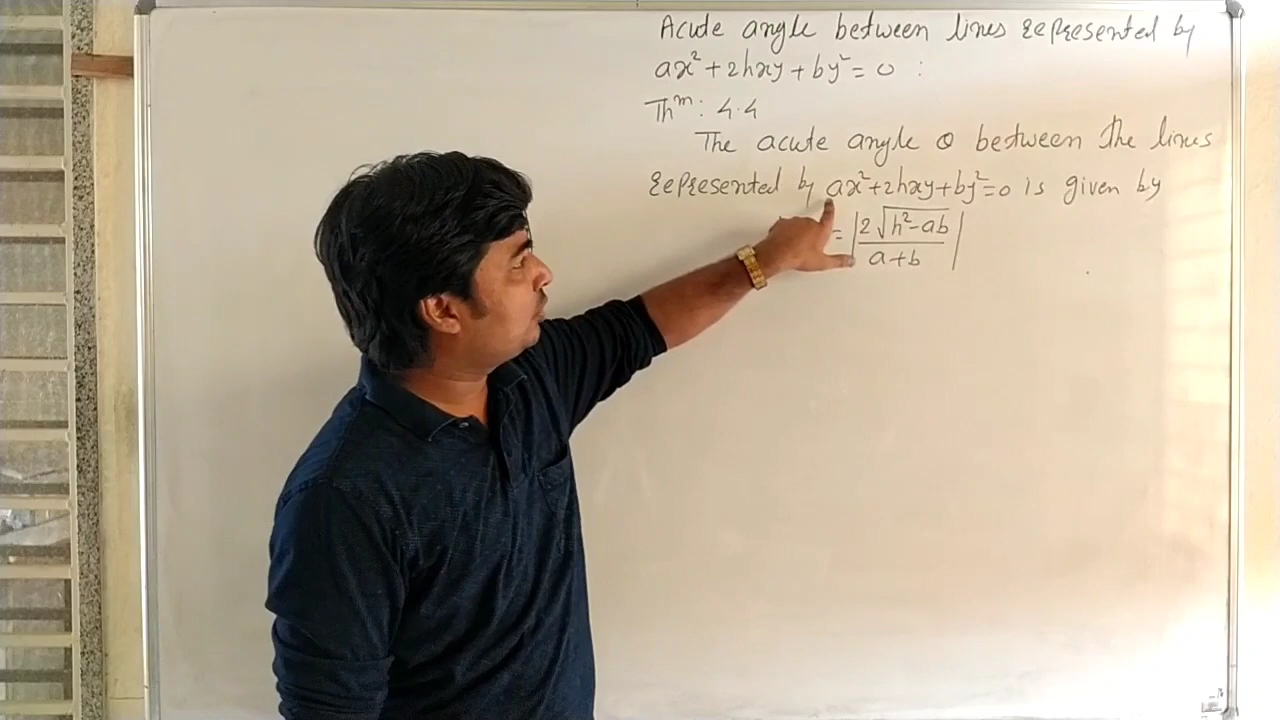 Acute angle between lines represented by
ax²+2hxy+by²=0 :
Thᵐ: 4.4
The acute angle θ between the lines
represented by ax²+2hxy+by²=0 is given by
= |2√h²-ab / a+b|